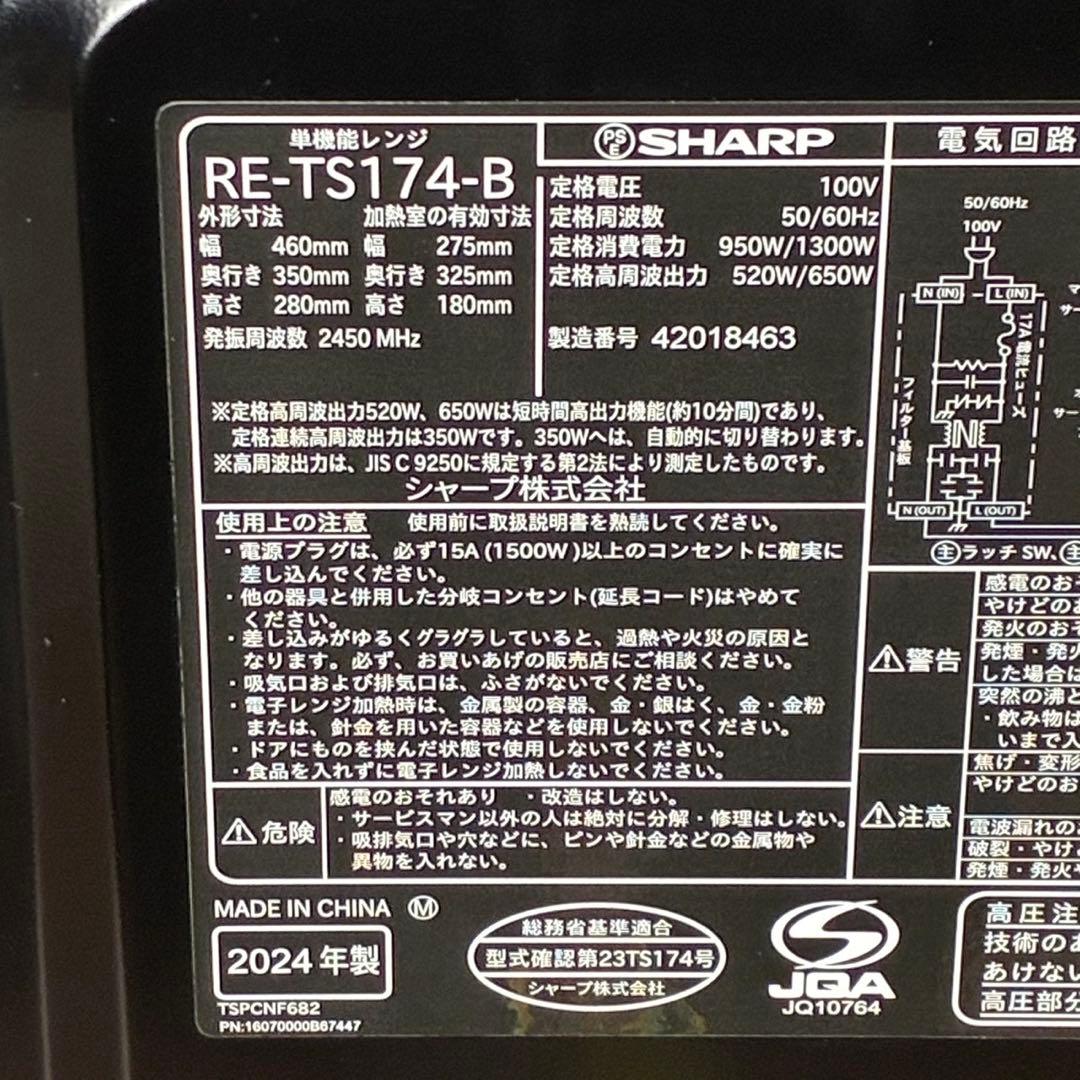 単機能レンジ
RE-TS174-B
外形寸法 加熱室の有効寸法
幅 460mm 幅 275mm
奥行き 350mm 奥行き 325mm
高さ 280mm 高さ 180mm
発振周波数 2450 MHz
PSE SHARP
定格電圧 100V
定格周波数 50/60Hz
定格消費電力 950W/1300W
定格高周波出力 520W/650W
製造番号 42018463
※定格高周波出力520W、650Wは短時間高出力機能(約10分間)であり、
定格連続高周波出力は350Wです。350Wへは、自動的に切り替わります。
※高周波出力は、JIS C 9250に規定する第2法により測定したものです。
シャープ株式会社
使用上の注意 使用前に取扱説明書を熟読してください。
・電源プラグは、必ず15A(1500W)以上のコンセントに確実に
差し込んでください。
・他の器具と併用した分岐コンセント(延長コード)はやめて
ください。
・差し込みがゆるくグラグラしていると、過熱や火災の原因と
なります。必ず、お買いあげの販売店にご相談ください。
・吸気口および排気口は、ふさがないでください。
・電子レンジ加熱時は、金属製の容器、金・銀はく、金・金粉
または、針金を用いた容器などを使用しないでください。
・ドアにものを挟んだ状態で使用しないでください。
・食品を入れずに電子レンジ加熱しないでください。
⚠危険
感電のおそれあり ・改造はしない。
・サービスマン以外の人は絶対に分解・修理はしない。
・吸排気口や穴などに、ピンや針金などの金属物や
異物を入れない。
電気回路
50/60Hz
100V
N (IN) L (IN)
17A 電流ヒューズ
フィルター基板
N (OUT) L (OUT)
主 ラッチ SW、主
⚠警告
感電のお
やけどのお
発火のおそ
発煙・発火
した場合は
突然の沸と
・飲み物は
いまで入
⚠注意
焦げ・変形
やけどのお
電波漏れの
破裂・やけ
発煙・発火
MADE IN CHINA M
2024 年製
TSPCNF682
PN:16070000B67447
総務省基準適合
型式確認第23TS174号
シャープ株式会社
JQA
JQ10764
高圧注
技術のあ
あけない
高圧部分